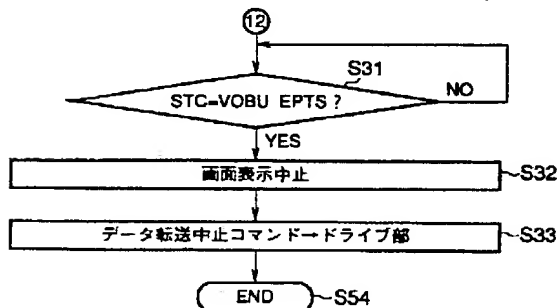 12
S31
STC=VOBU EPTS ?
NO
YES
画面表示中止
S32
データ転送中止コマンド→ドライブ部
S33
END
S54